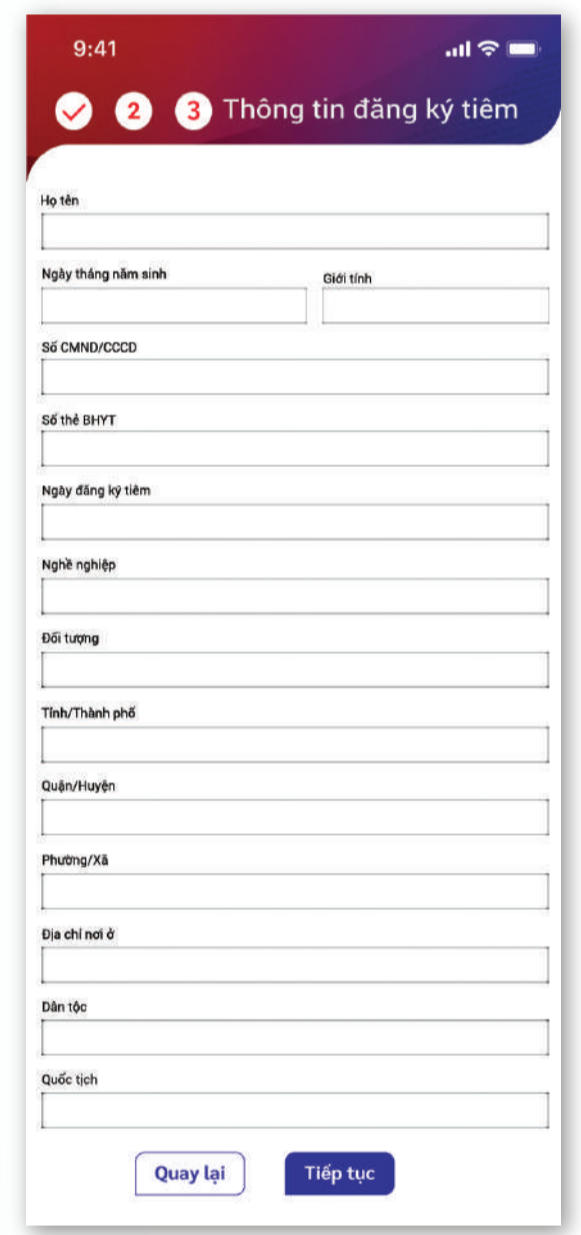 9:41
2 3 Thông tin đăng ký tiêm
Họ tên
Ngày tháng năm sinh Giới tính
Số CMND/CCCD
Số thẻ BHYT
Ngày đăng ký tiêm
Nghề nghiệp
Đối tượng
Tỉnh/Thành phố
Quận/Huyện
Phường/Xã
Địa chỉ nơi ở
Dân tộc
Quốc tịch
Quay lại Tiếp tục